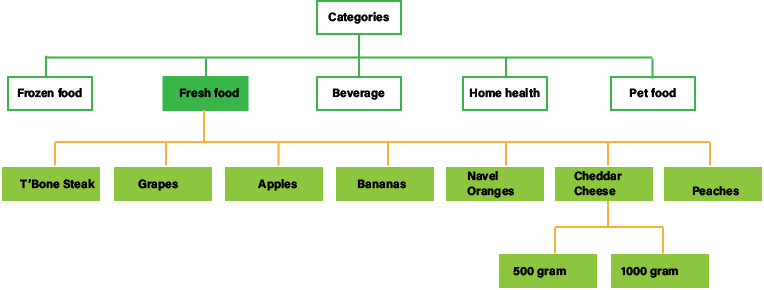 Categories
Frozen food
Fresh food
Beverage
Home health
Pet food
T'Bone Steak
Grapes
Apples
Bananas
Navel
Oranges
Cheddar
Cheese
Peaches
500 gram
1000 gram